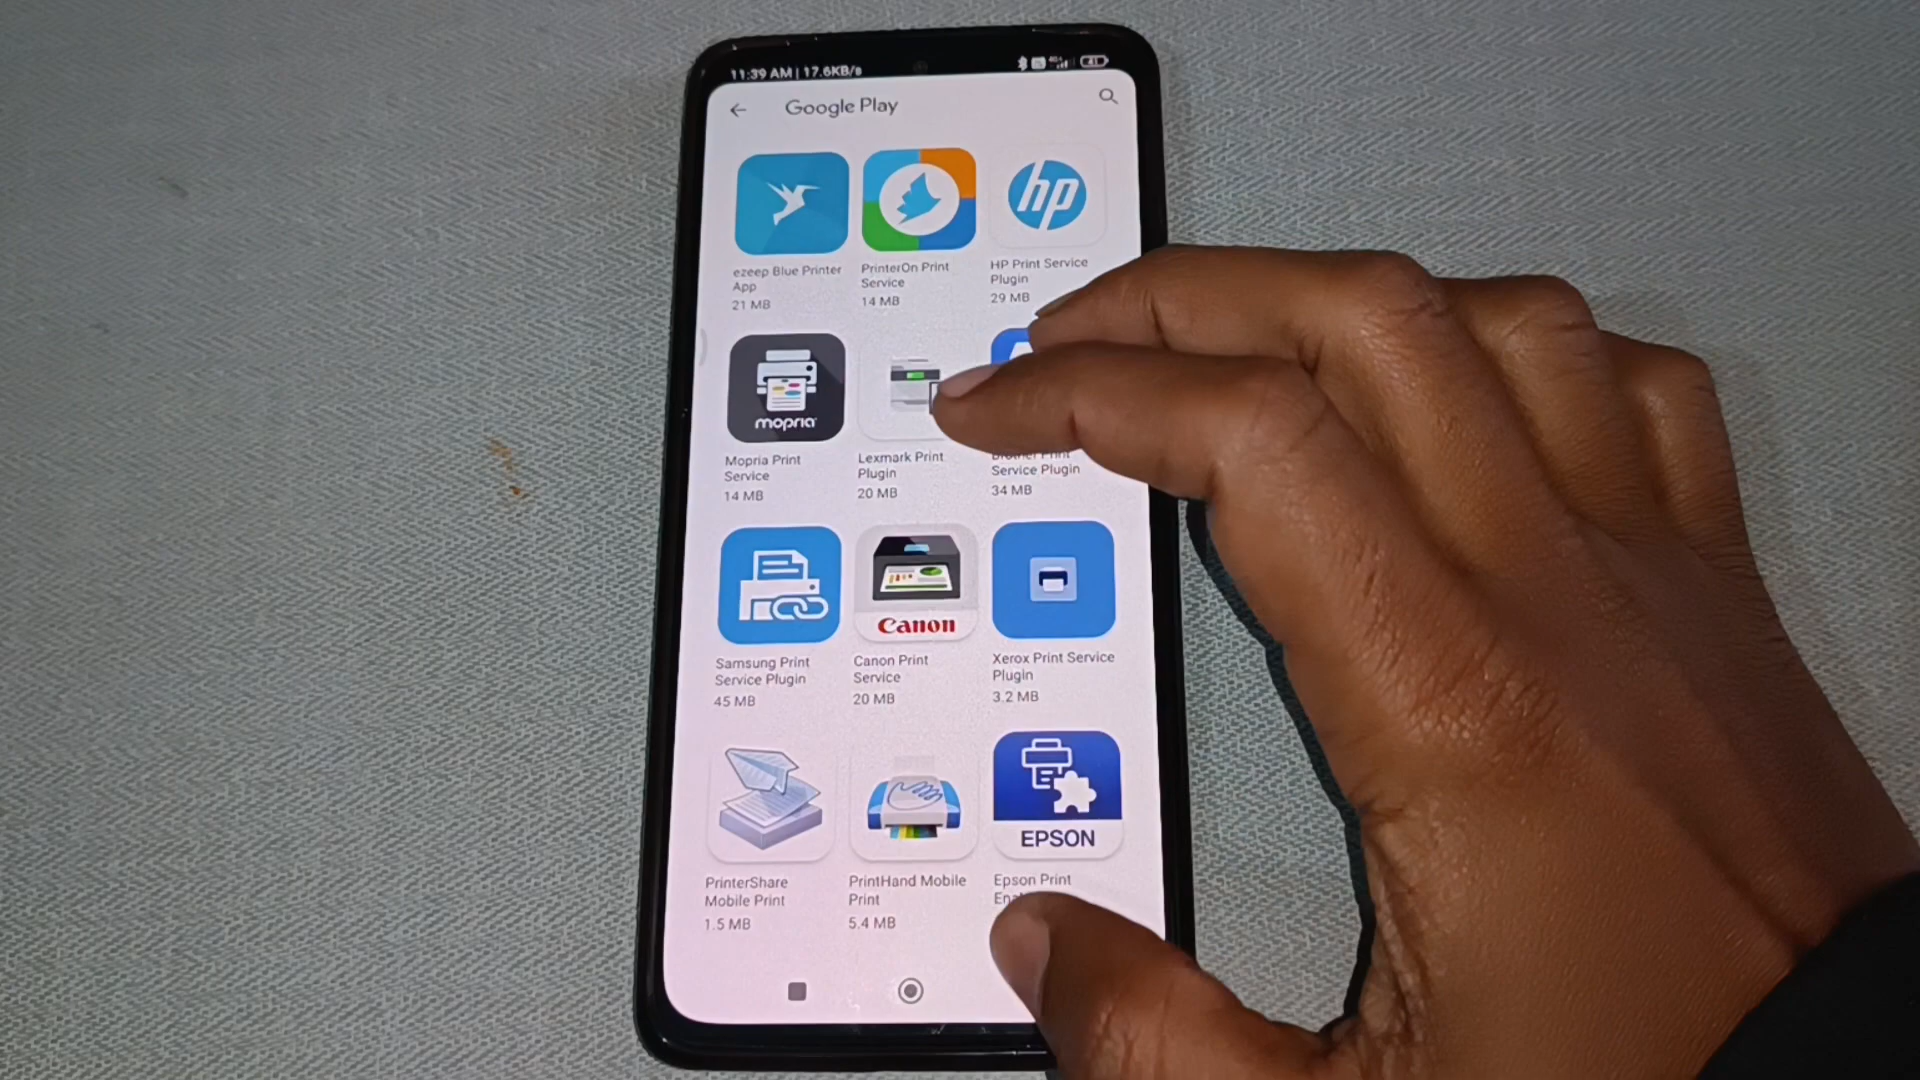 11:39 AM | 17.6KB/s
41
Google Play
hp
ezeep Blue Printer
App
21 MB
PrinterOn Print
Service
14 MB
HP Print Service
Plugin
29 MB
mopria
Mopria Print
Service
14 MB
Lexmark Print
Plugin
20 MB
Brother Print
Service Plugin
34 MB
Canon
Samsung Print
Service Plugin
45 MB
Canon Print
Service
20 MB
Xerox Print Service
Plugin
3.2 MB
EPSON
PrinterShare
Mobile Print
1.5 MB
PrintHand Mobile
Print
5.4 MB
Epson Print